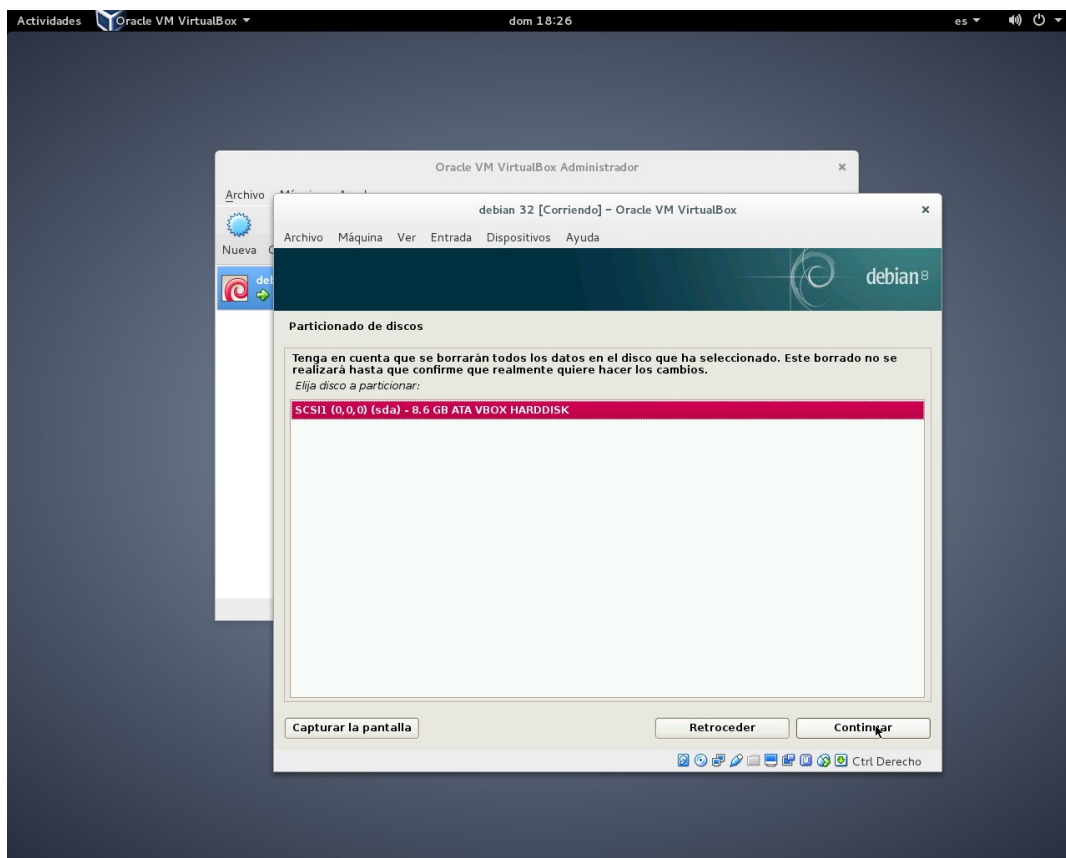 Actividades Oracle VM VirtualBox dom 18:26 es
Oracle VM VirtualBox Administrador
Archivo
Nueva
debian 32 [Corriendo] – Oracle VM VirtualBox
Archivo Máquina Ver Entrada Dispositivos Ayuda
debian 8
Particionado de discos
Tenga en cuenta que se borrarán todos los datos en el disco que ha seleccionado. Este borrado no se
realizará hasta que confirme que realmente quiere hacer los cambios.
Elija disco a particionar:
SCSI1 (0,0,0) (sda) - 8.6 GB ATA VBOX HARDDISK
Capturar la pantalla Retroceder Continuar
Ctrl Derecho